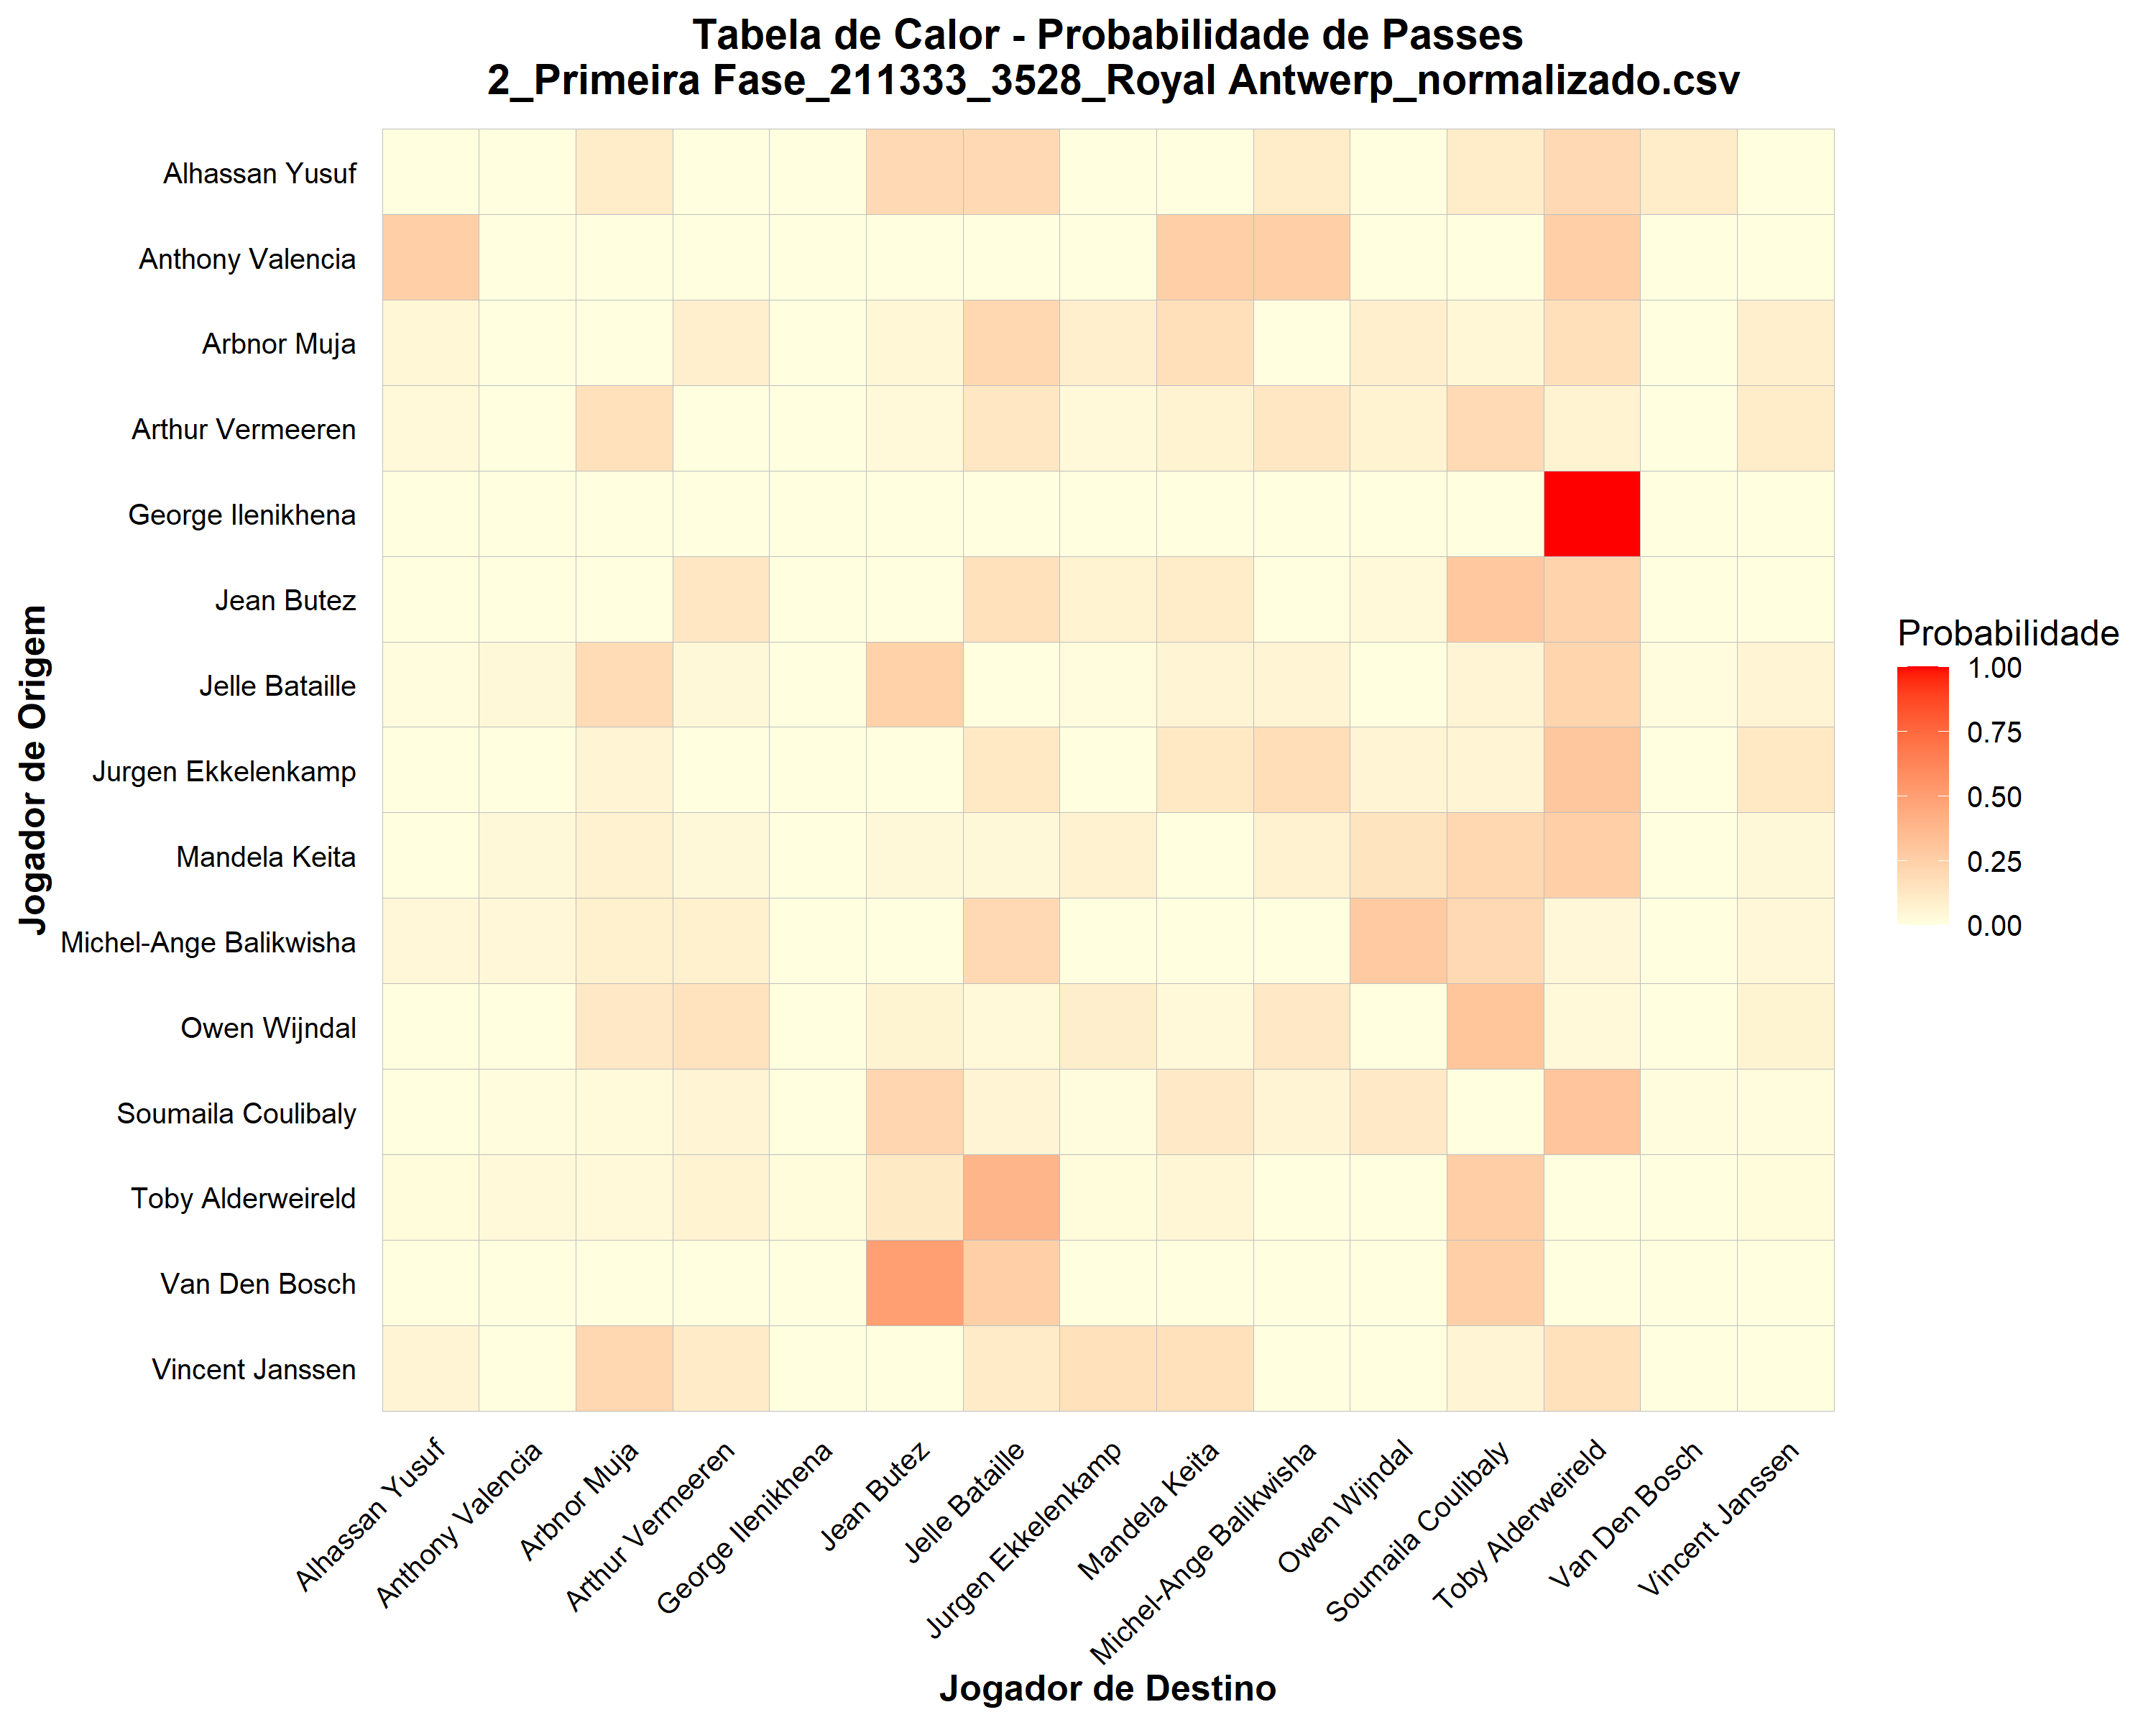 Tabela de Calor - Probabilidade de Passes
2_Primeira Fase_211333_3528_Royal Antwerp_normalizado.csv
Jogador de Origem
Alhassan Yusuf
Anthony Valencia
Arbnor Muja
Arthur Vermeeren
George Ilenikhena
Jean Butez
Jelle Bataille
Jurgen Ekkelenkamp
Mandela Keita
Michel-Ange Balikwisha
Owen Wijndal
Soumaila Coulibaly
Toby Alderweireld
Van Den Bosch
Vincent Janssen
Probabilidade
1.00
0.75
0.50
0.25
0.00
Alhassan Yusuf
Anthony Valencia
Arbnor Muja
Arthur Vermeeren
George Ilenikhena
Jean Butez
Jelle Bataille
Jurgen Ekkelenkamp
Mandela Keita
Michel-Ange Balikwisha
Owen Wijndal
Soumaila Coulibaly
Toby Alderweireld
Van Den Bosch
Vincent Janssen
Jogador de Destino